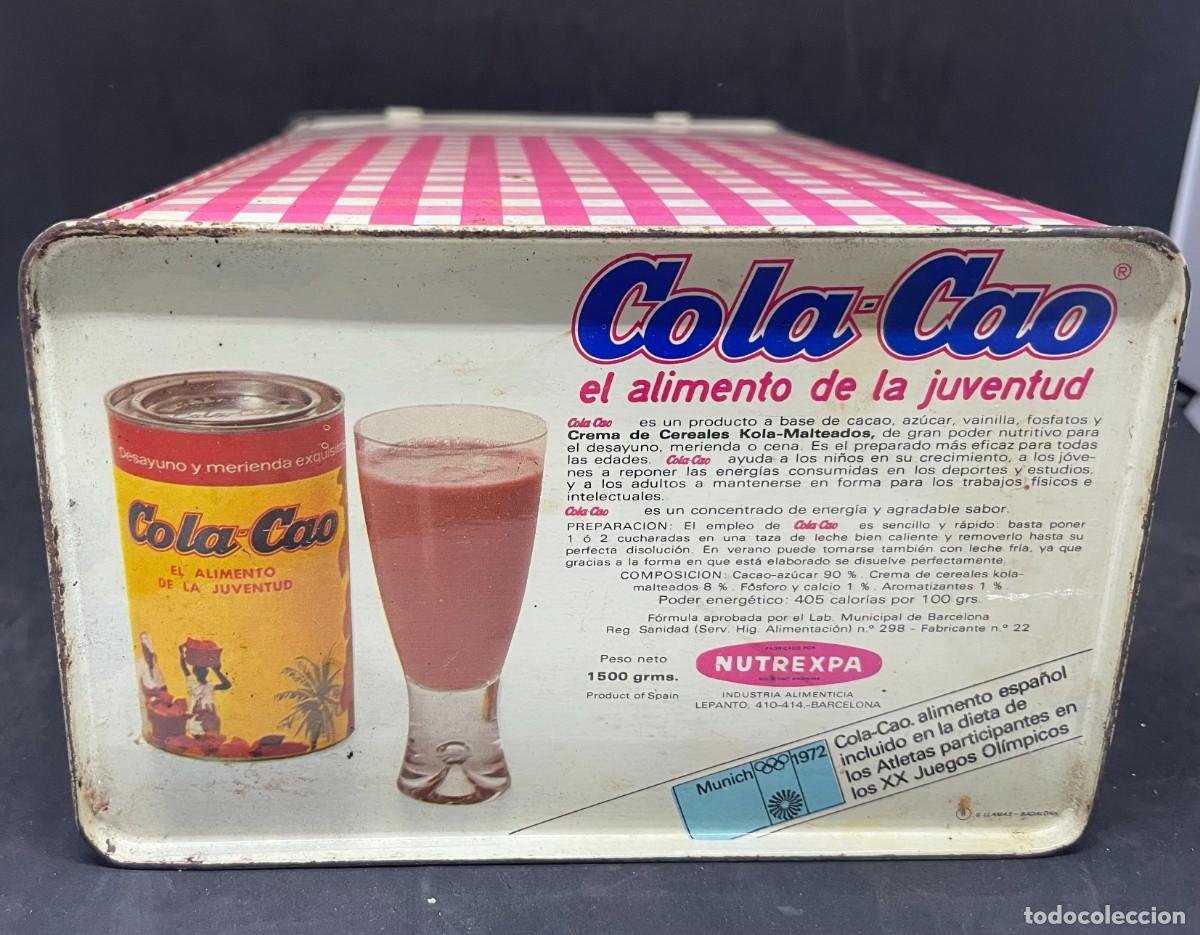 Cola-Cao ®
el alimento de la juventud
Cola Cao es un producto a base de cacao, azúcar, vainilla, fosfatos y
Crema de Cereales Kola-Malteados, de gran poder nutritivo para
el desayuno, merienda o cena. Es el preparado más eficaz para todas
las edades. Cola-Cao ayuda a los niños en su crecimiento, a los jóve-
nes a reponer las energías consumidas en los deportes y estudios,
y a los adultos a mantenerse en forma para los trabajos físicos e
intelectuales.
Cola Cao es un concentrado de energía y agradable sabor.
PREPARACION: El empleo de Cola Cao es sencillo y rápido: basta poner
1 ó 2 cucharadas en una taza de leche bien caliente y removerlo hasta su
perfecta disolución. En verano puede tomarse también con leche fría, ya que
gracias a la forma en que está elaborado se disuelve perfectamente.
COMPOSICION: Cacao-azúcar 90 %. Crema de cereales kola-
malteados 8 %. Fósforo y calcio 1 %. Aromatizantes 1 %.
Poder energético: 405 calorías por 100 grs.
Fórmula aprobada por el Lab. Municipal de Barcelona
Reg. Sanidad (Serv. Hig. Alimentación) n.º 298 - Fabricante n.º 22
Peso neto
1500 grms.
Product of Spain
FABRICADO POR
NUTREXPA
INDUSTRIA ALIMENTICIA
LEPANTO, 410-414.-BARCELONA
Desayuno y merienda exquisitos
Cola-Cao
EL ALIMENTO
DE LA JUVENTUD
Munich 1972
Cola-Cao, alimento español
incluido en la dieta de
los Atletas participantes en
los XX Juegos Olímpicos
G. LLAMAS - BADALONA
todocoleccion